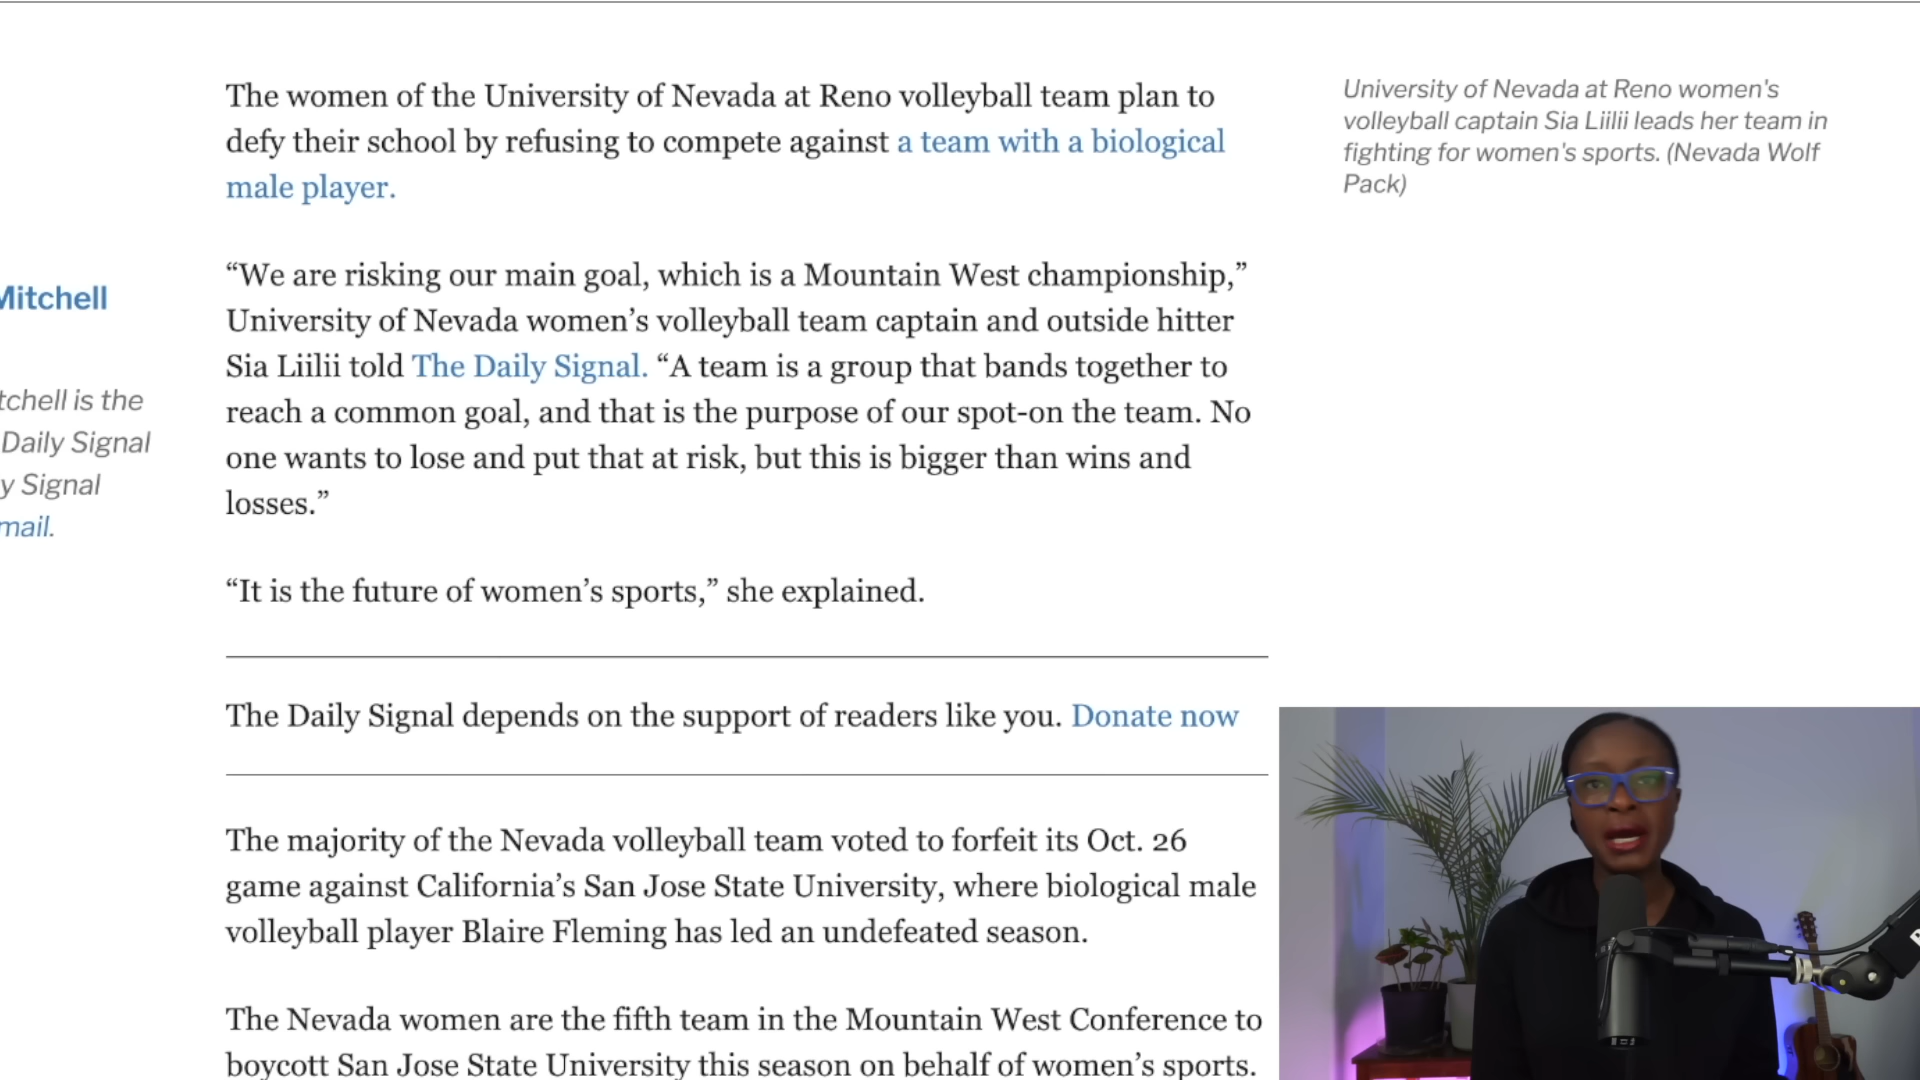 The women of the University of Nevada at Reno volleyball team plan to
defy their school by refusing to compete against a team with a biological
male player.
“We are risking our main goal, which is a Mountain West championship,”
University of Nevada women’s volleyball team captain and outside hitter
Sia Liilii told The Daily Signal. “A team is a group that bands together to
reach a common goal, and that is the purpose of our spot-on the team. No
one wants to lose and put that at risk, but this is bigger than wins and
losses.”
“It is the future of women’s sports,” she explained.
The Daily Signal depends on the support of readers like you. Donate now
The majority of the Nevada volleyball team voted to forfeit its Oct. 26
game against California’s San Jose State University, where biological male
volleyball player Blaire Fleming has led an undefeated season.
The Nevada women are the fifth team in the Mountain West Conference to
boycott San Jose State University this season on behalf of women’s sports.
Mitchell
tchell is the
Daily Signal
y Signal
mail.
University of Nevada at Reno women's
volleyball captain Sia Liilii leads her team in
fighting for women's sports. (Nevada Wolf
Pack)